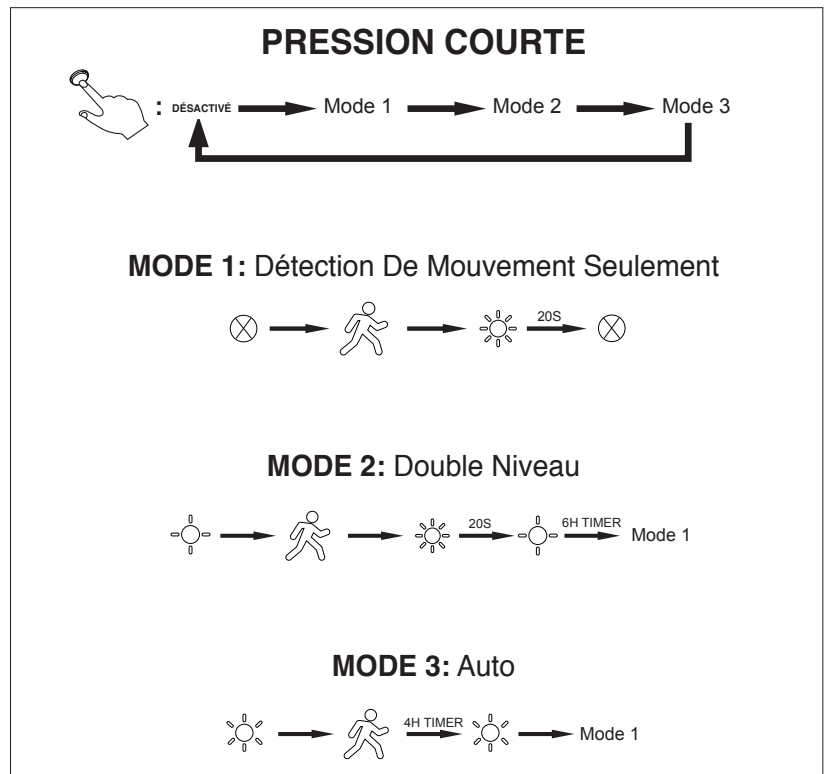 PRESSION COURTE
: DÉSACTIVÉ Mode 1 Mode 2 Mode 3
MODE 1: Détection De Mouvement Seulement
20S
MODE 2: Double Niveau
20S 6H TIMER Mode 1
MODE 3: Auto
4H TIMER Mode 1